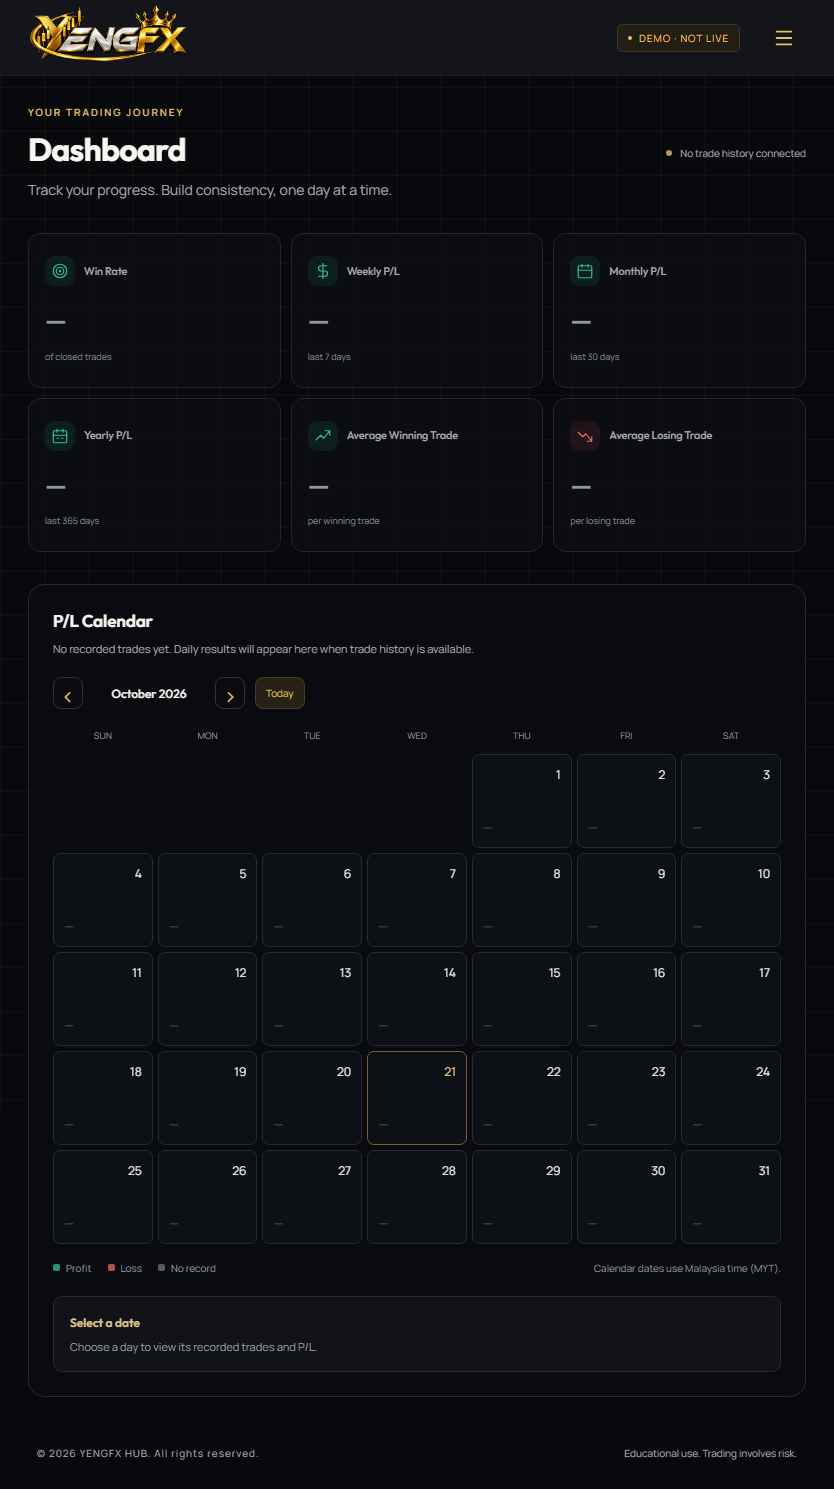 YENGFX
DEMO · NOT LIVE
YOUR TRADING JOURNEY
Dashboard
No trade history connected
Track your progress. Build consistency, one day at a time.
Win Rate
—
of closed trades
Weekly P/L
—
last 7 days
Monthly P/L
—
last 30 days
Yearly P/L
—
last 365 days
Average Winning Trade
—
per winning trade
Average Losing Trade
—
per losing trade
P/L Calendar
No recorded trades yet. Daily results will appear here when trade history is available.
October 2026
Today
SUN MON TUE WED THU FRI SAT
1 2 3
— — —
4 5 6 7 8 9 10
— — — — — — —
11 12 13 14 15 16 17
— — — — — — —
18 19 20 21 22 23 24
— — — — — — —
25 26 27 28 29 30 31
— — — — — — —
Profit Loss No record
Calendar dates use Malaysia time (MYT).
Select a date
Choose a day to view its recorded trades and P/L.
© 2026 YENGFX HUB. All rights reserved.
Educational use. Trading involves risk.